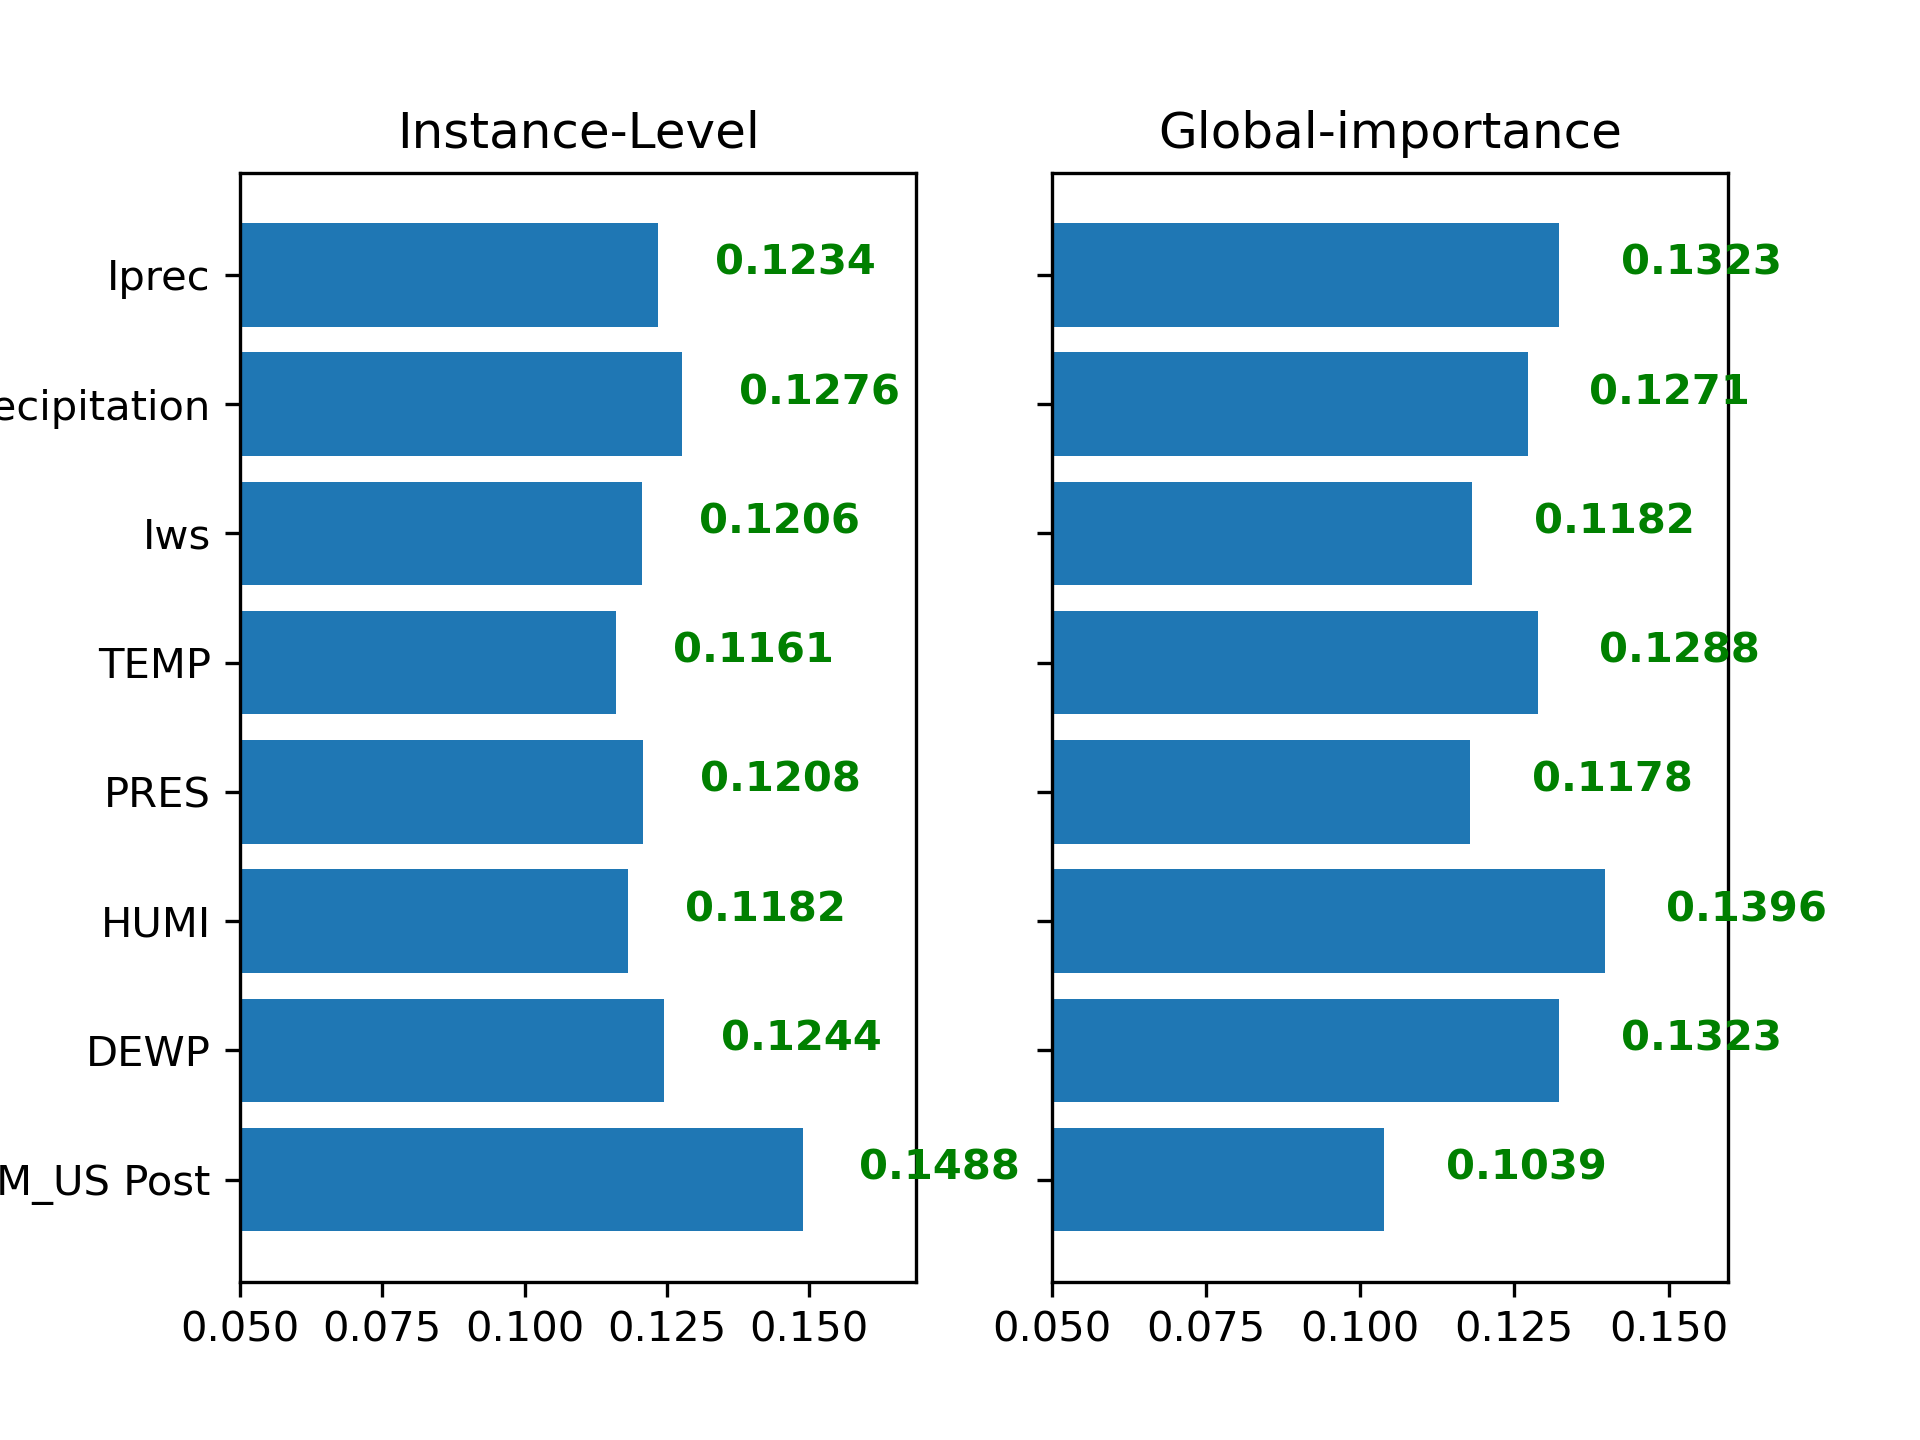 Instance-Level Global-importance
Iprec 0.1234 0.1323
ecipitation 0.1276 0.1271
Iws 0.1206 0.1182
TEMP 0.1161 0.1288
PRES 0.1208 0.1178
HUMI 0.1182 0.1396
DEWP 0.1244 0.1323
M_US Post 0.1488 0.1039
0.050 0.075 0.100 0.125 0.150 0.050 0.075 0.100 0.125 0.150